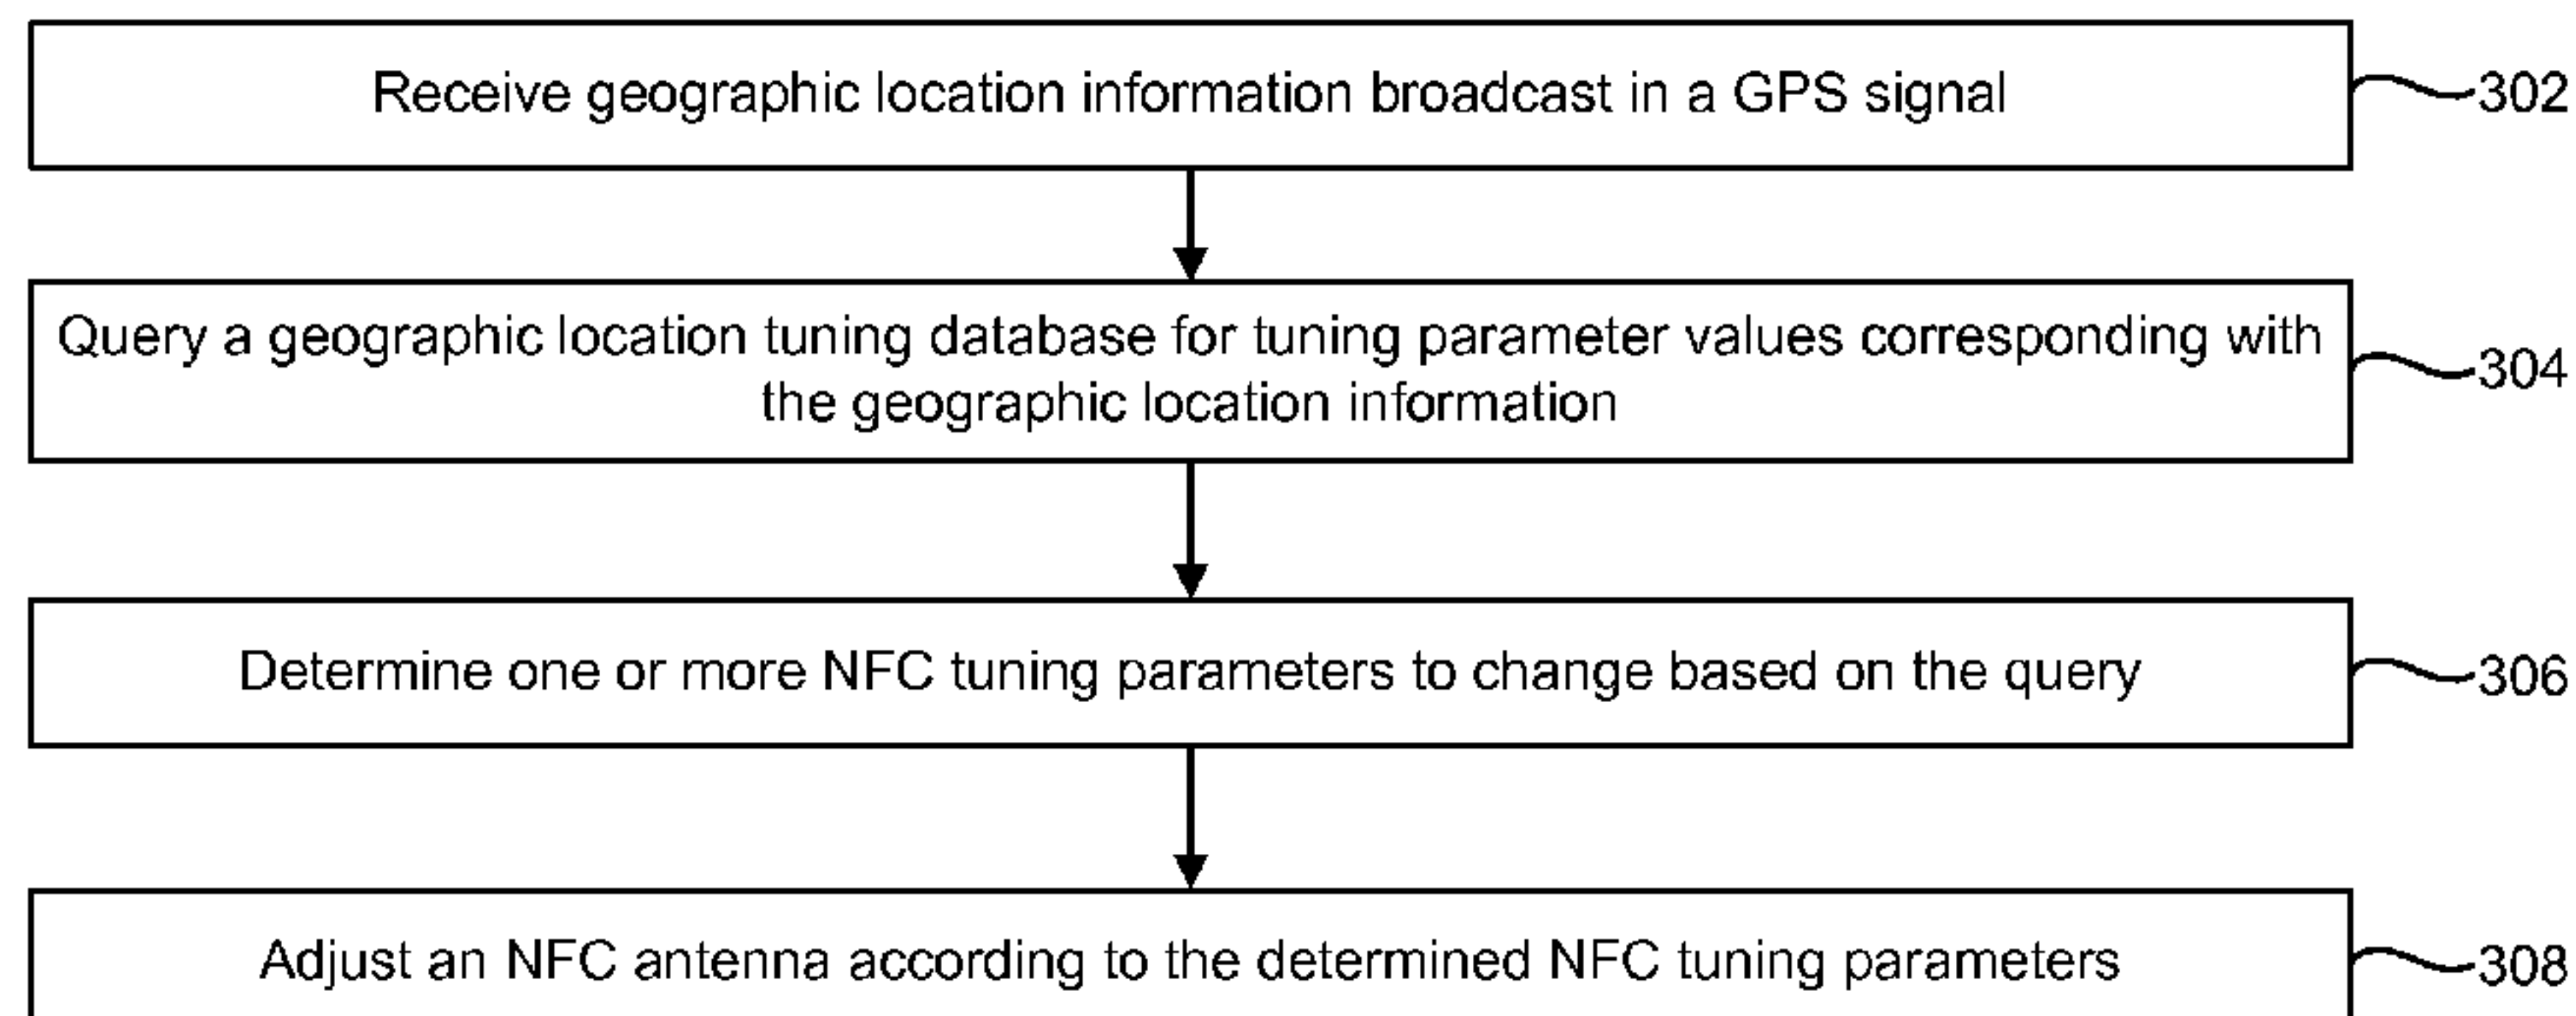 Receive geographic location information broadcast in a GPS signal
302
Query a geographic location tuning database for tuning parameter values corresponding with
the geographic location information
304
Determine one or more NFC tuning parameters to change based on the query
306
Adjust an NFC antenna according to the determined NFC tuning parameters
308